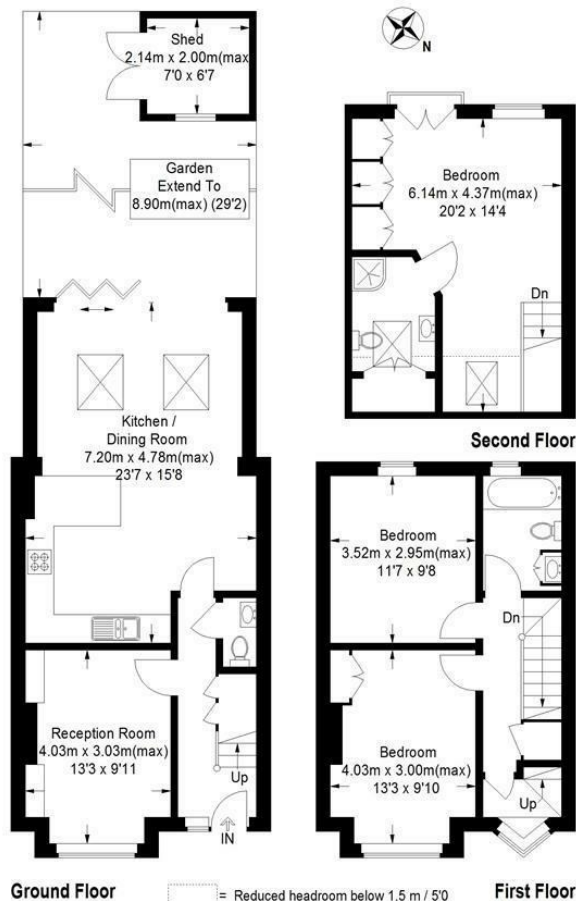 Shed
2.14m x 2.00m(max
7'0 x 6'7
N
Garden
Extend To
8.90m(max) (29'2)
Bedroom
6.14m x 4.37m(max)
20'2 x 14'4
Dn
Second Floor
Kitchen /
Dining Room
7.20m x 4.78m(max)
23'7 x 15'8
Bedroom
3.52m x 2.95m(max)
11'7 x 9'8
Dn
Reception Room
4.03m x 3.03m(max)
13'3 x 9'11
Up
IN
Bedroom
4.03m x 3.00m(max)
13'3 x 9'10
Up
Ground Floor
= Reduced headroom below 1.5 m / 5'0
First Floor